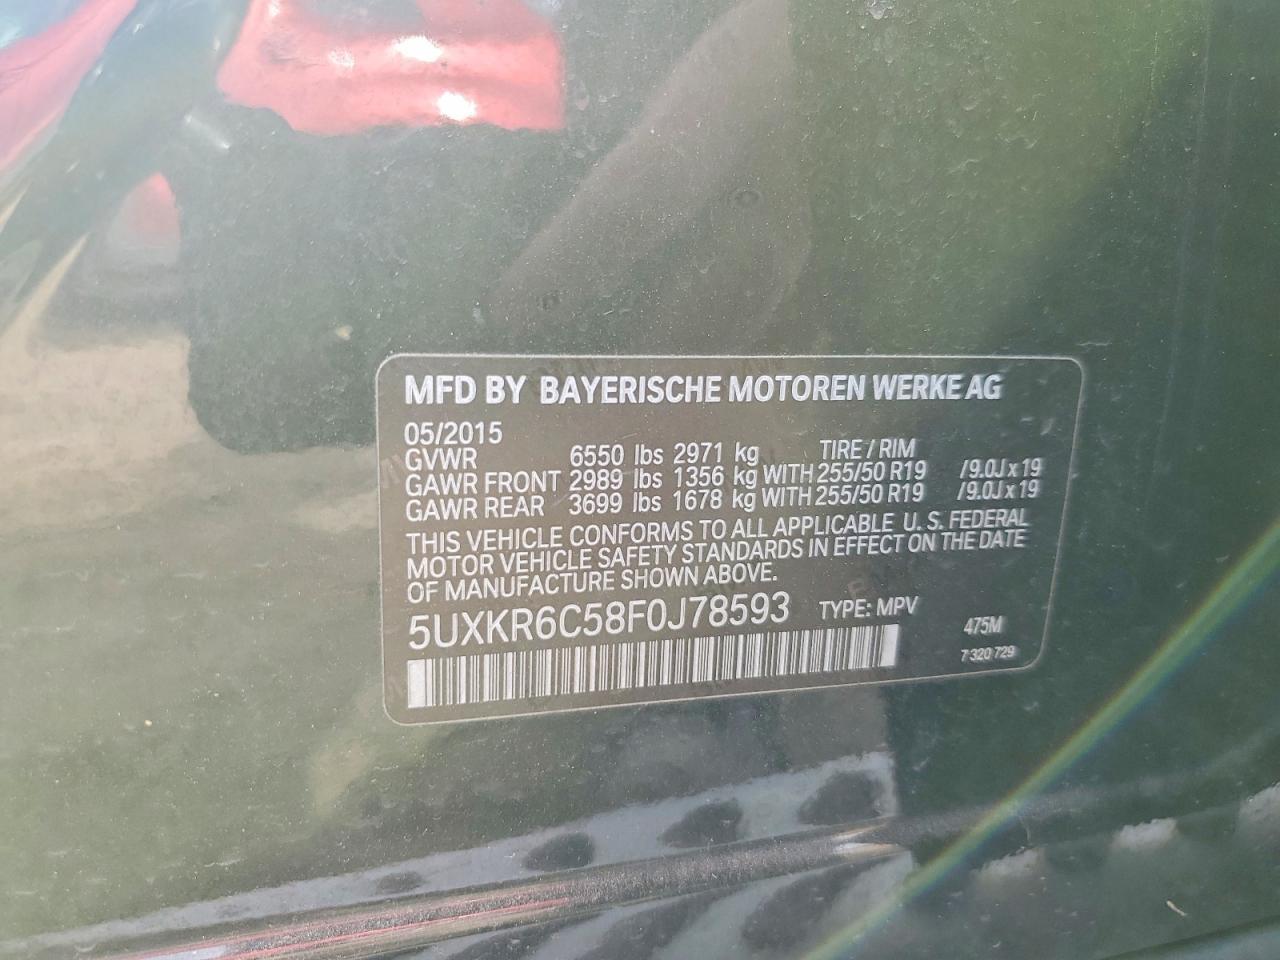 MFD BY BAYERISCHE MOTOREN WERKE AG
05/2015
GVWR 6550 lbs 2971 kg TIRE / RIM
GAWR FRONT 2989 lbs 1356 kg WITH 255/50 R19 /9.0J x 19
GAWR REAR 3699 lbs 1678 kg WITH 255/50 R19 /9.0J x 19
THIS VEHICLE CONFORMS TO ALL APPLICABLE U. S. FEDERAL
MOTOR VEHICLE SAFETY STANDARDS IN EFFECT ON THE DATE
OF MANUFACTURE SHOWN ABOVE.
5UXKR6C58F0J78593 TYPE: MPV
475M
7 320 729